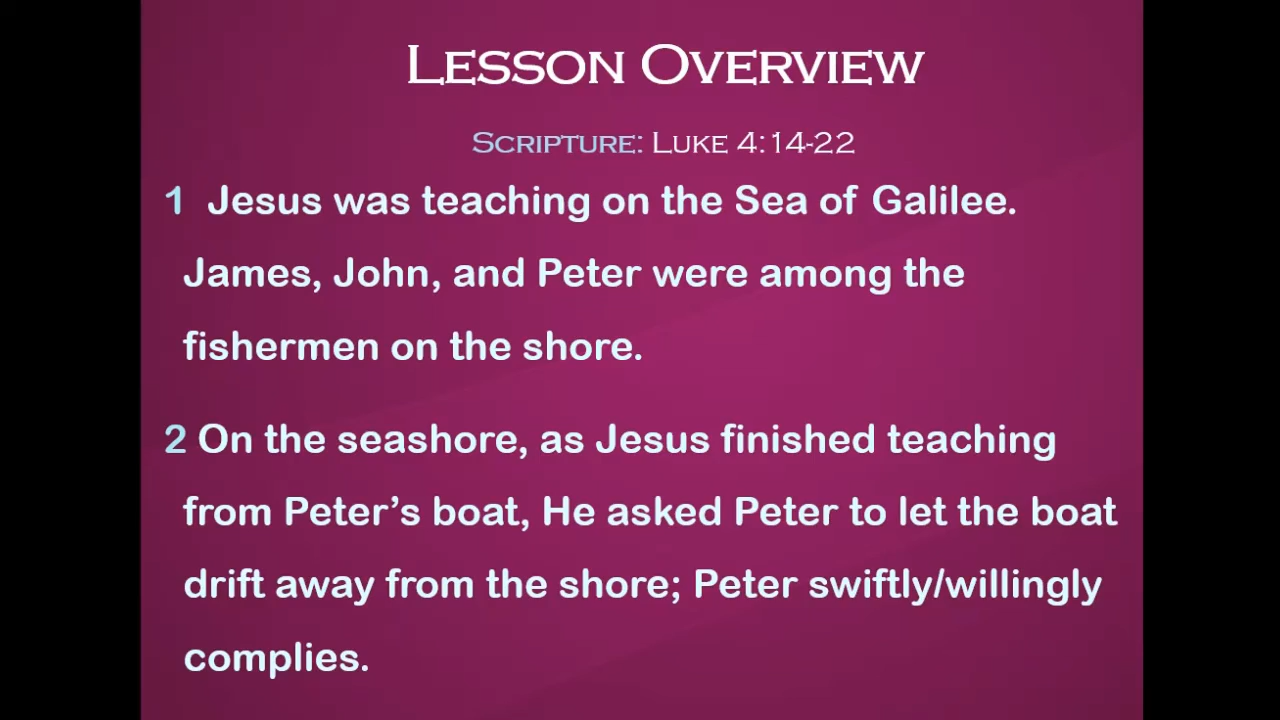 Lesson Overview
Scripture: Luke 4:14-22
1 Jesus was teaching on the Sea of Galilee.
James, John, and Peter were among the
fishermen on the shore.
2 On the seashore, as Jesus finished teaching
from Peter’s boat, He asked Peter to let the boat
drift away from the shore; Peter swiftly/willingly
complies.